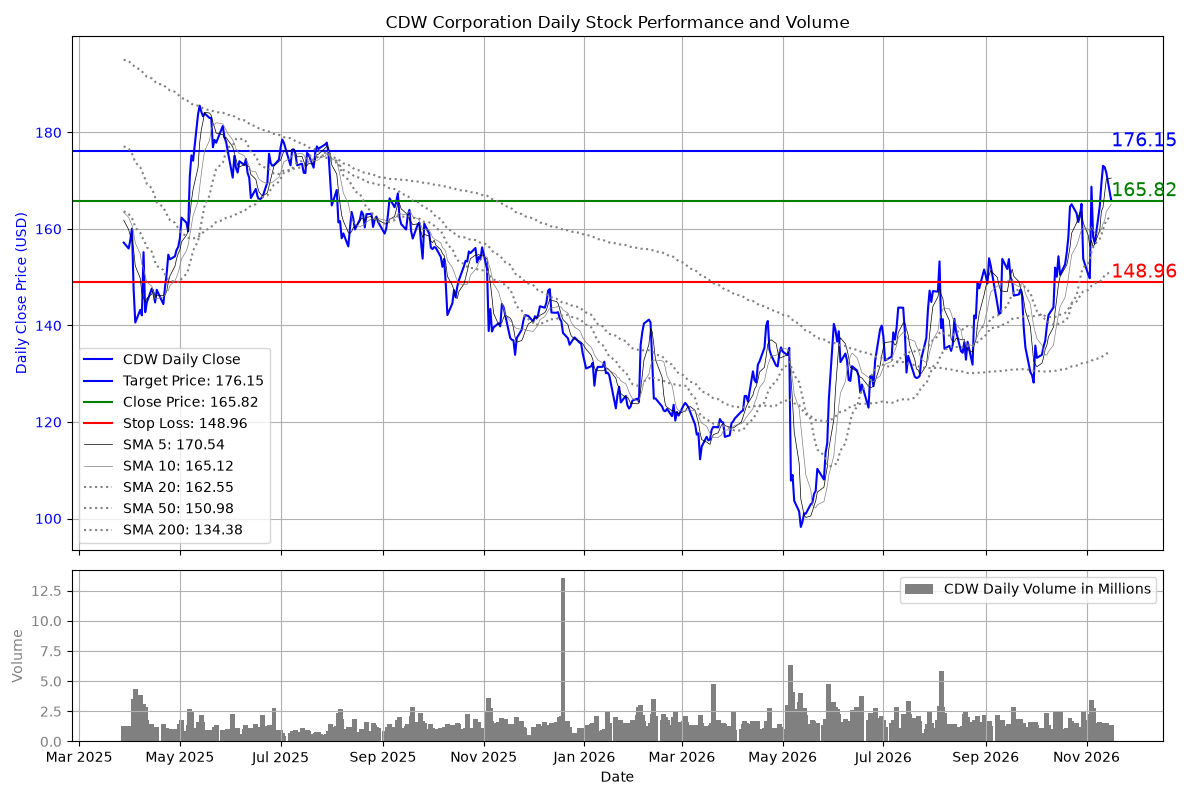 CDW Corporation Daily Stock Performance and Volume
Daily Close Price (USD)
180
160
140
120
100
176.15
165.82
148.96
CDW Daily Close
Target Price: 176.15
Close Price: 165.82
Stop Loss: 148.96
SMA 5: 170.54
SMA 10: 165.12
SMA 20: 162.55
SMA 50: 150.98
SMA 200: 134.38
Volume
12.5
10.0
7.5
5.0
2.5
0.0
CDW Daily Volume in Millions
Mar 2025 May 2025 Jul 2025 Sep 2025 Nov 2025 Jan 2026 Mar 2026 May 2026 Jul 2026 Sep 2026 Nov 2026
Date